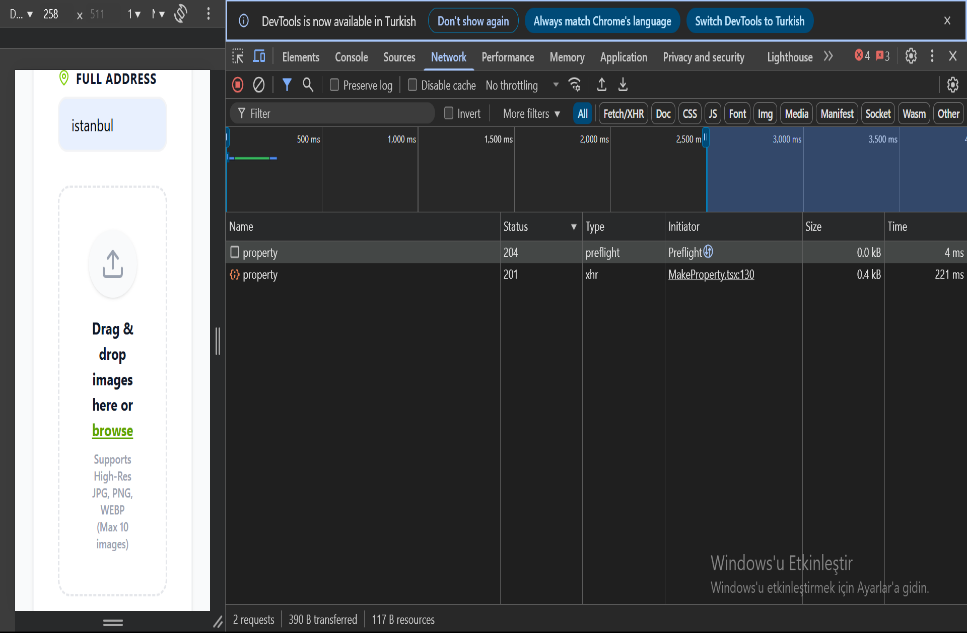 D... ▼ 258 x 511 1▼ ⋮
FULL ADDRESS
istanbul
Drag &
drop
images
here or
browse
Supports
High-Res
JPG, PNG,
WEBP
(Max 10
images)
DevTools is now available in Turkish Don't show again Always match Chrome's language Switch DevTools to Turkish
Elements Console Sources Network Performance Memory Application Privacy and security Lighthouse 4 3
Preserve log Disable cache No throttling
Filter Invert More filters ▼ All Fetch/XHR Doc CSS JS Font Img Media Manifest Socket Wasm Other
500 ms 1,000 ms 1,500 ms 2,000 ms 2,500 m 3,000 ms 3,500 ms
Name Status ▼ Type Initiator Size Time
property 204 preflight Preflight 0.0 kB 4 ms
property 201 xhr MakeProperty.tsx:130 0.4 kB 221 ms
Windows'u Etkinleştir
Windows'u etkinleştirmek için Ayarlar'a gidin.
2 requests 390 B transferred 117 B resources